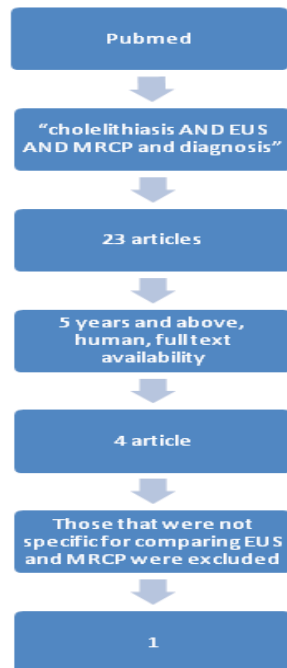 Pubmed
“cholelithiasis AND EUS
AND MRCP and diagnosis”
23 articles
5 years and above,
human, full text
availability
4 article
Those that were not
specific for comparing EUS
and MRCP were excluded
1